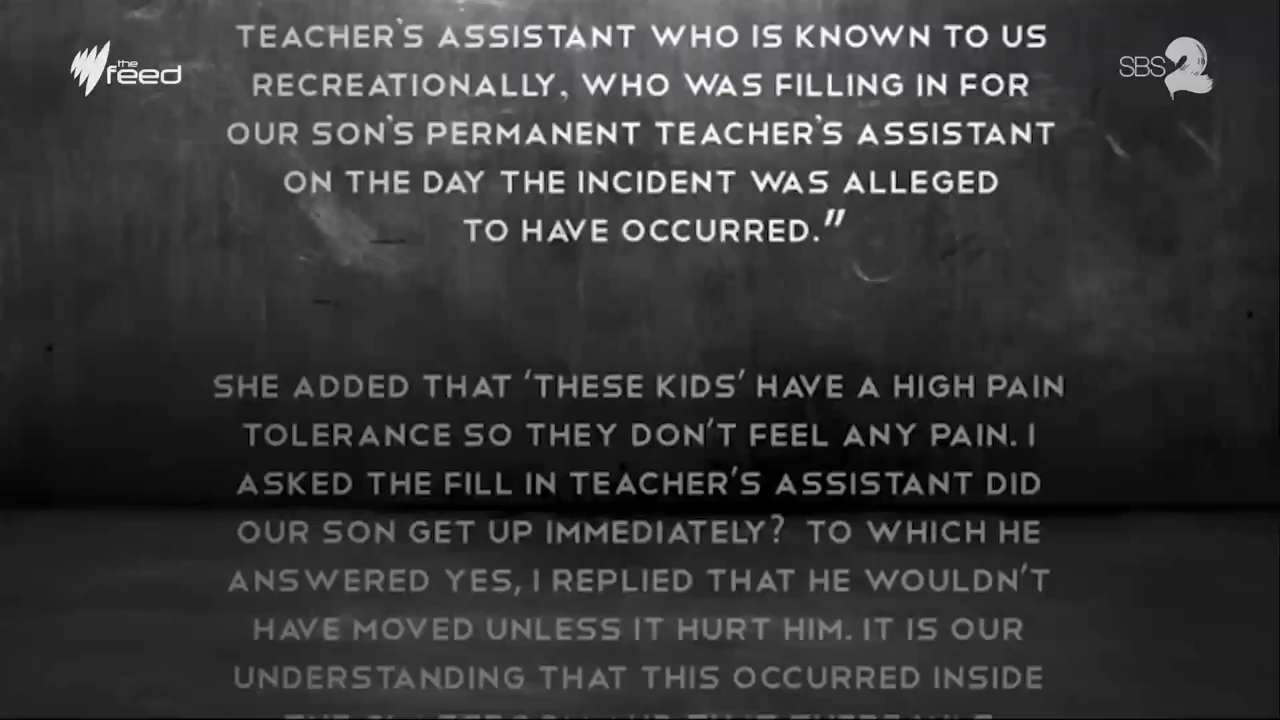 TEACHER'S ASSISTANT WHO IS KNOWN TO US
the feed
SBS 2
RECREATIONALLY, WHO WAS FILLING IN FOR
OUR SON'S PERMANENT TEACHER'S ASSISTANT
ON THE DAY THE INCIDENT WAS ALLEGED
TO HAVE OCCURRED."
SHE ADDED THAT 'THESE KIDS' HAVE A HIGH PAIN
TOLERANCE SO THEY DON'T FEEL ANY PAIN. I
ASKED THE FILL IN TEACHER'S ASSISTANT DID
OUR SON GET UP IMMEDIATELY? TO WHICH HE
ANSWERED YES, I REPLIED THAT HE WOULDN'T
HAVE MOVED UNLESS IT HURT HIM. IT IS OUR
UNDERSTANDING THAT THIS OCCURRED INSIDE